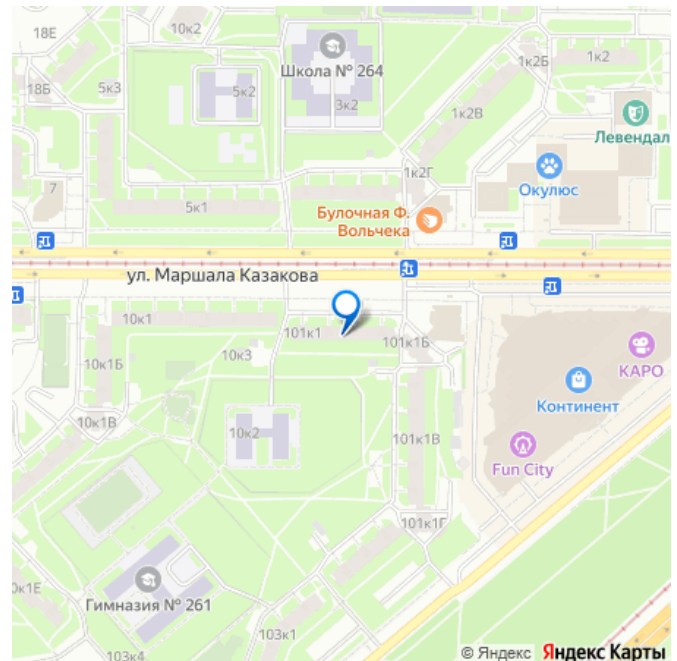 18Е
10к2
1к2Б
1к2
18Б
5к3
5к2
Школа № 264
3к2
1к2В
Левендал
Окулюс
7
5к1
1к2Г
Булочная Ф.
Вольчека
ул. Маршала Казакова
10к1
101к1
101к1Б
10к1Б
10к3
КАРО
Континент
10к1В
10к2
101к1В
Fun City
101к1Г
0к1Е
Гимназия № 261
103к1
103к4
© Яндекс Яндекс Карты